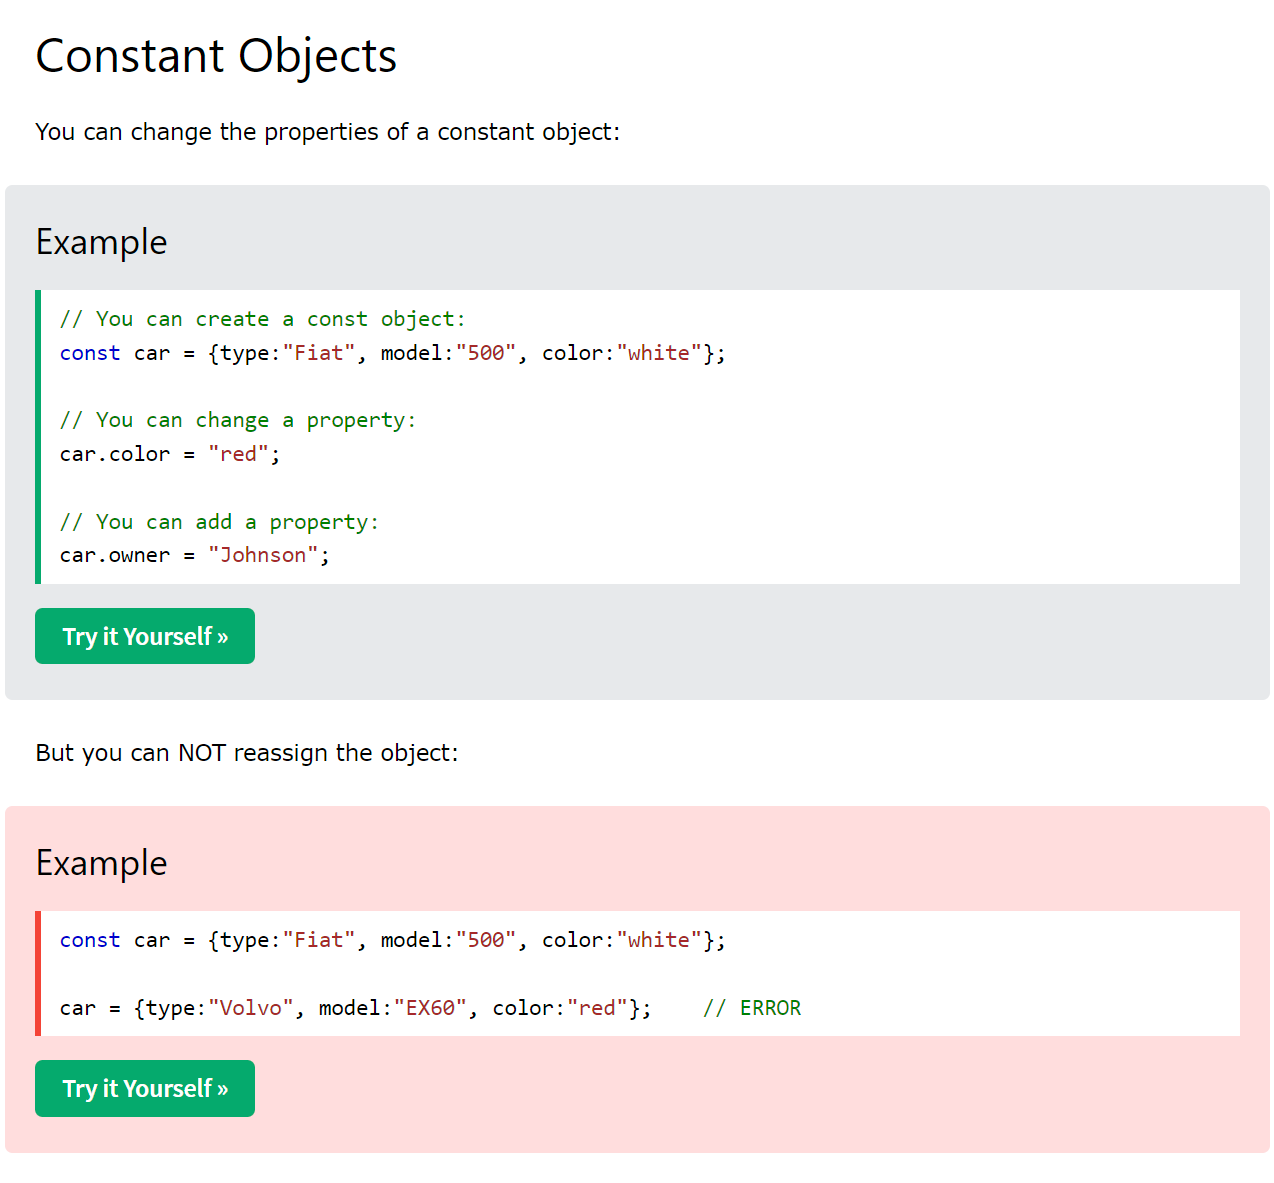 Constant Objects
You can change the properties of a constant object:
Example
// You can create a const object:
const car = {type:"Fiat", model:"500", color:"white"};
// You can change a property:
car.color = "red";
// You can add a property:
car.owner = "Johnson";
Try it Yourself »
But you can NOT reassign the object:
Example
const car = {type:"Fiat", model:"500", color:"white"};
car = {type:"Volvo", model:"EX60", color:"red"};    // ERROR
Try it Yourself »